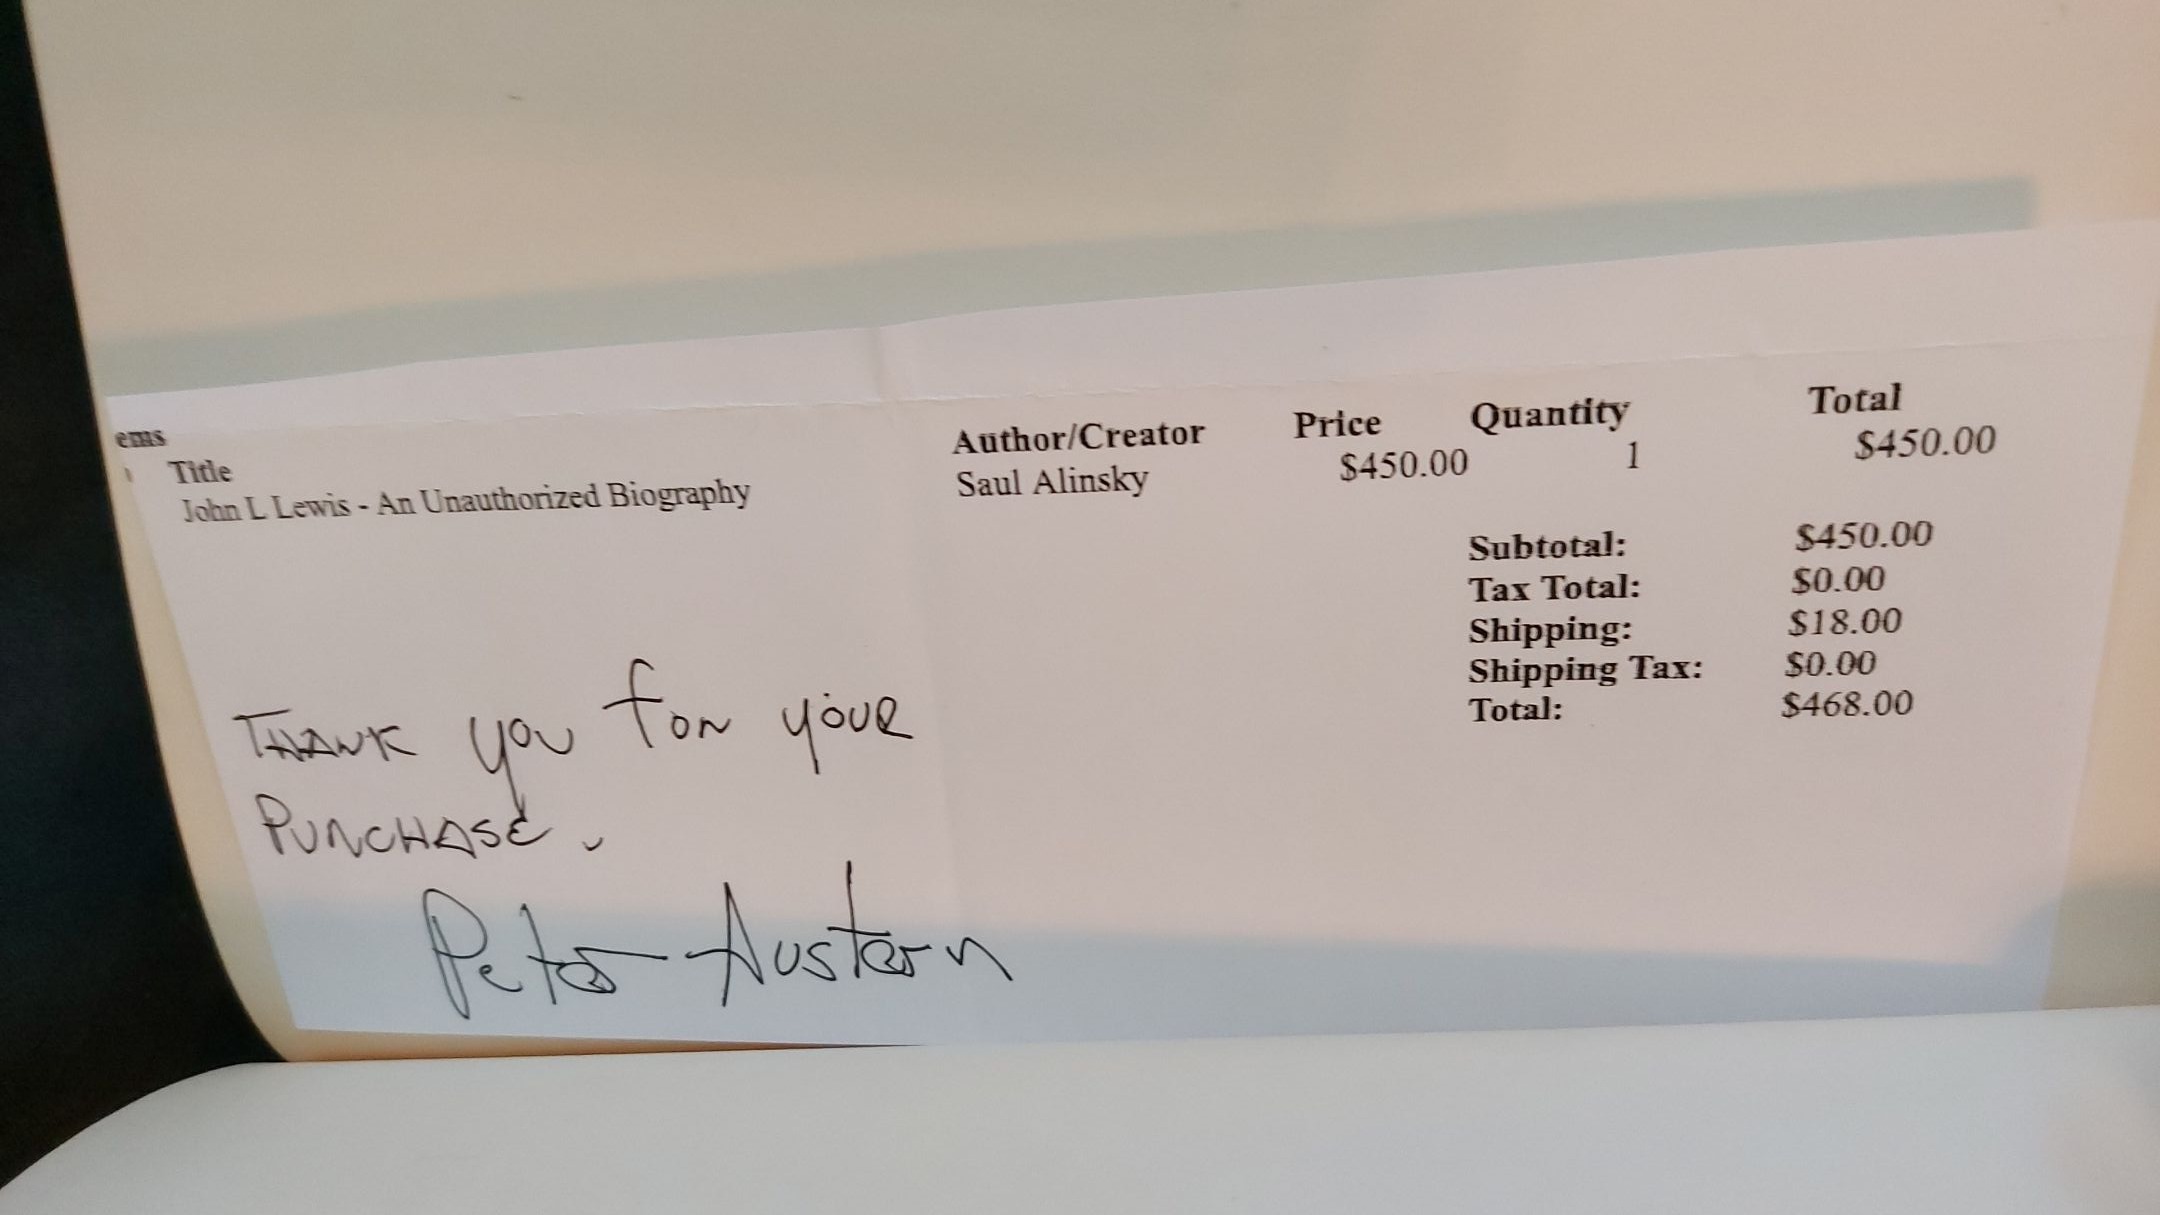 ems
Title Author/Creator Price Quantity Total
John L Lewis - An Unauthorized Biography Saul Alinsky $450.00 1 $450.00
Subtotal: $450.00
Tax Total: $0.00
Shipping: $18.00
Shipping Tax: $0.00
Total: $468.00
THANK you for youR
PURCHASE.
Peter Austern